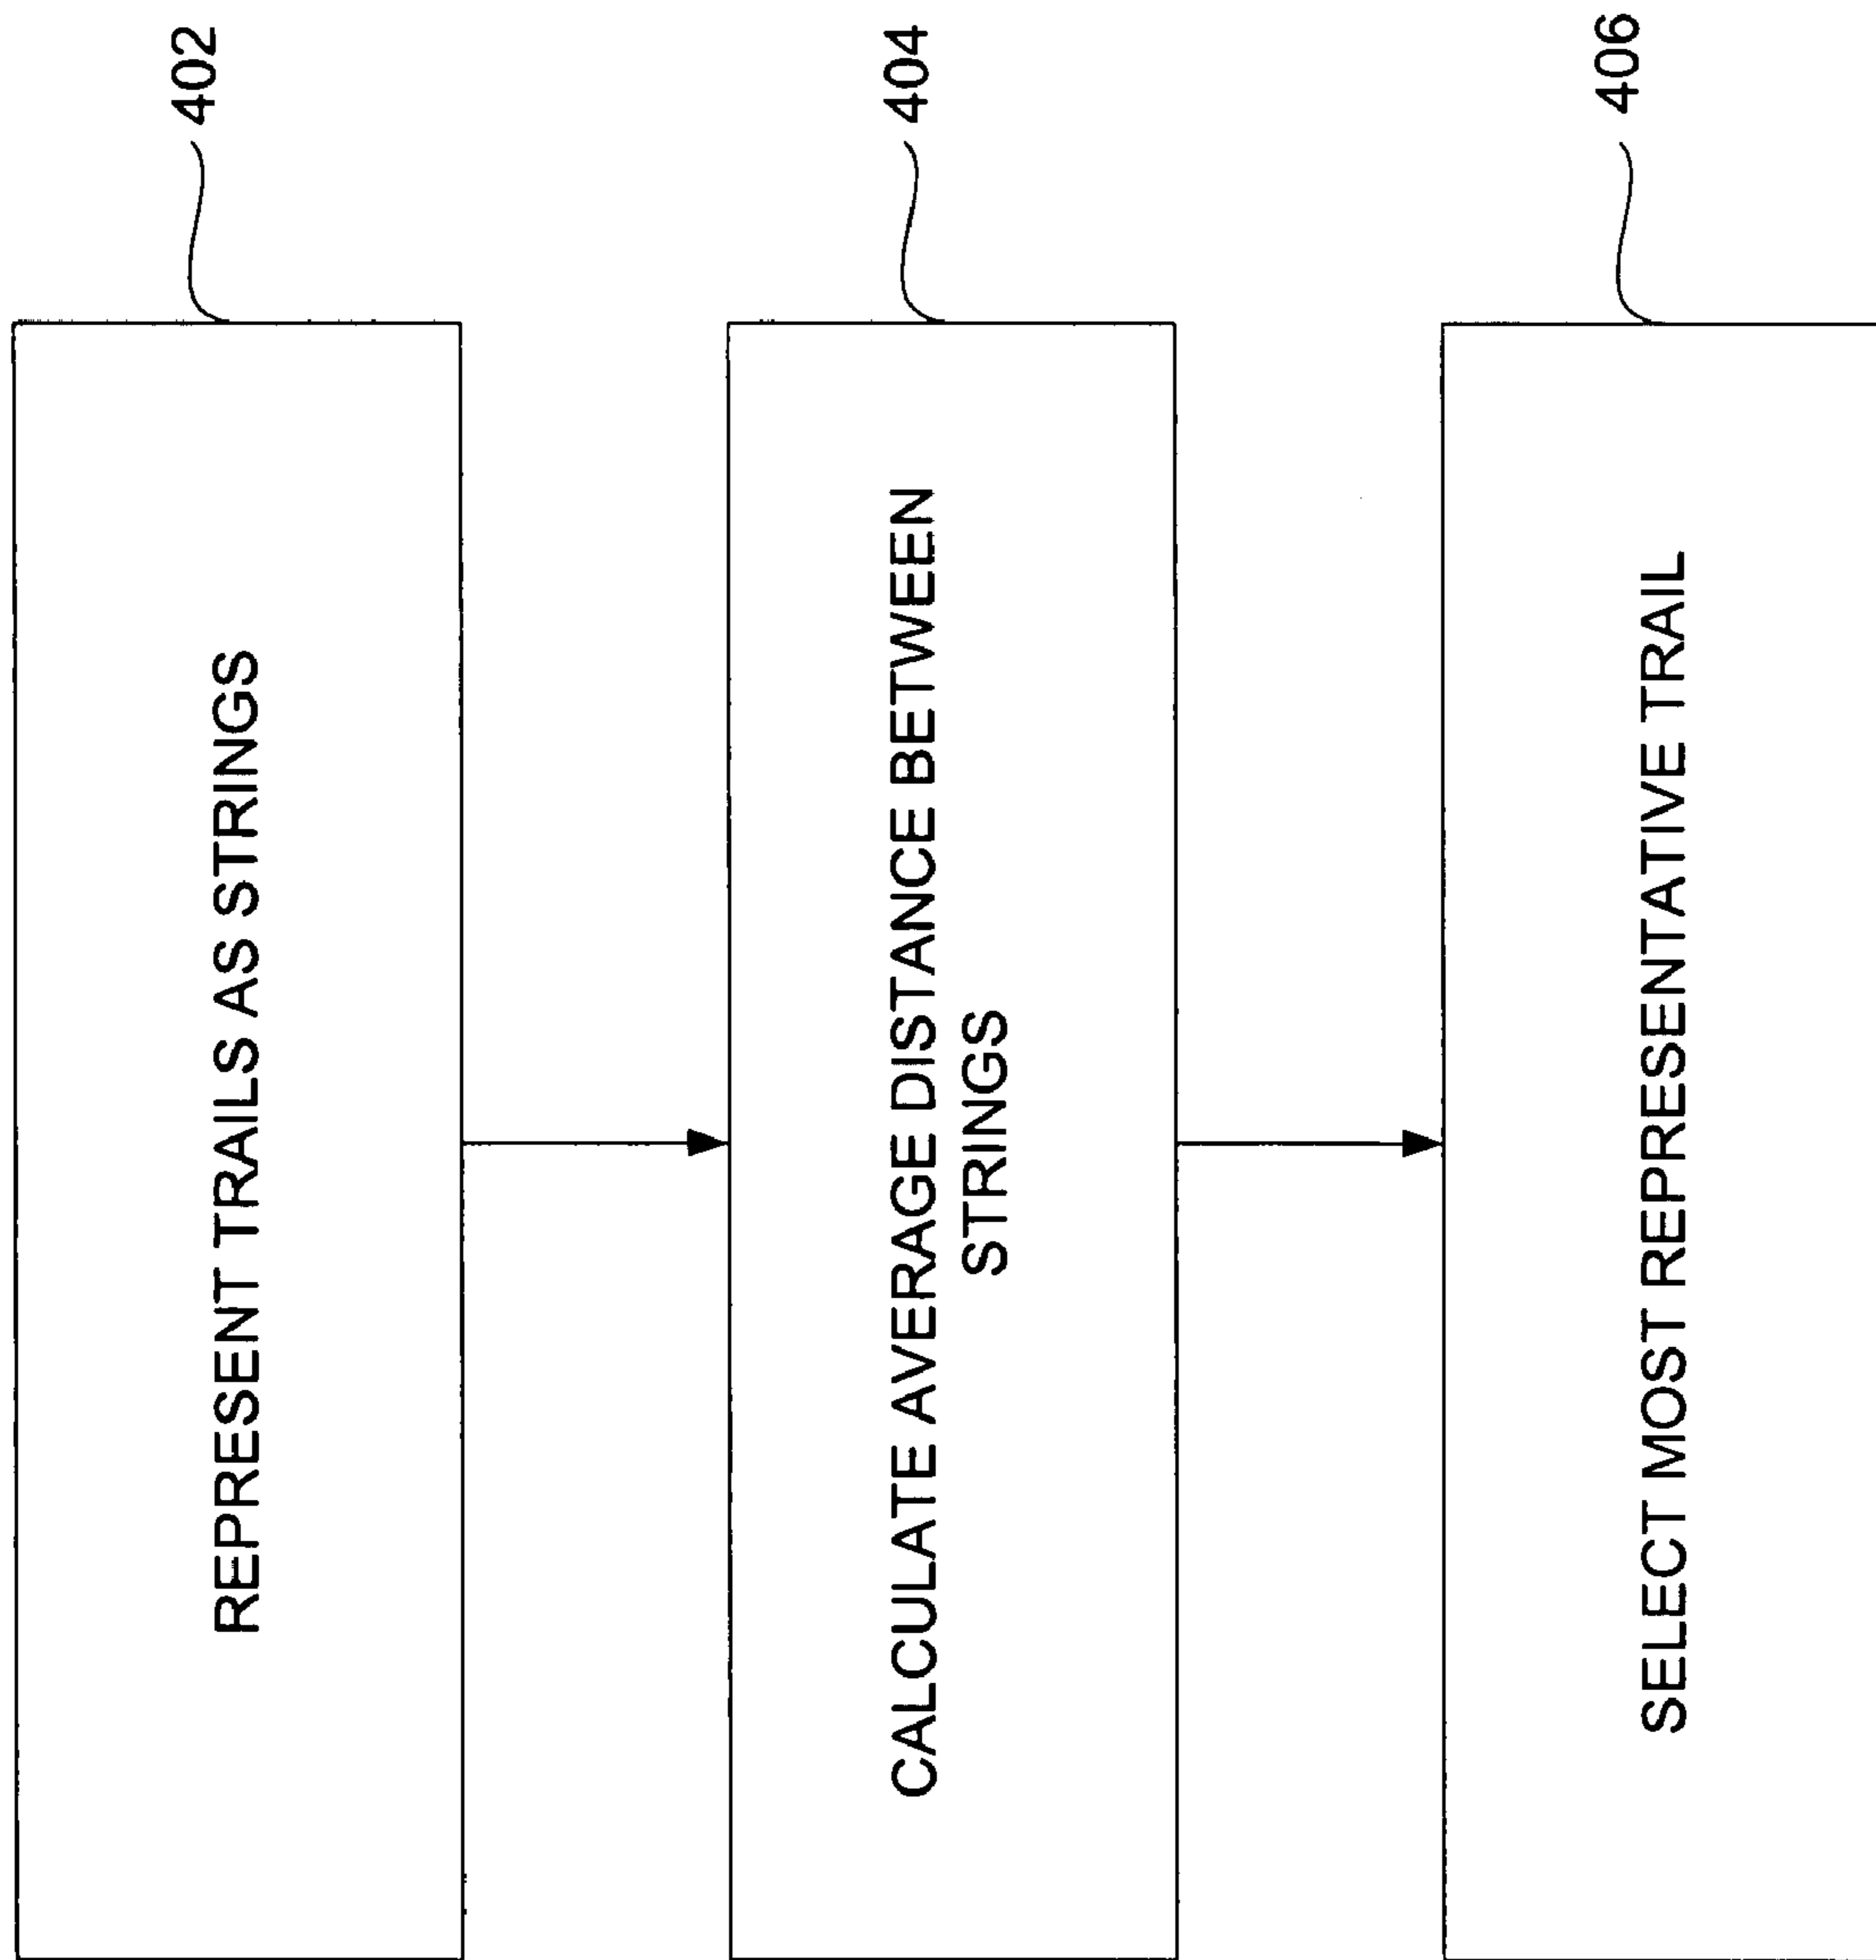 REPRESENT TRAILS AS STRINGS
402
CALCULATE AVERAGE DISTANCE BETWEEN
STRINGS
404
SELECT MOST REPRESENTATIVE TRAIL
406